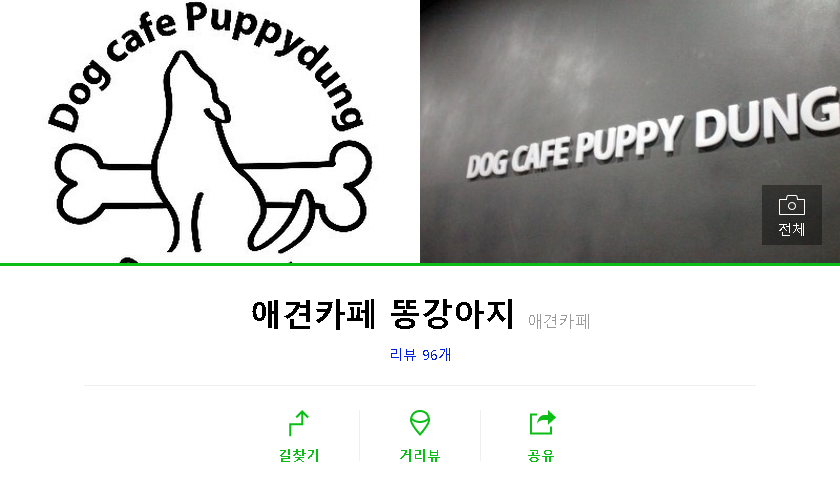 Dog cafe Puppydung
DOG CAFE PUPPY DUNG
전체
애견카페 똥강아지 애견카페
리뷰 96개
길찾기
거리뷰
공유